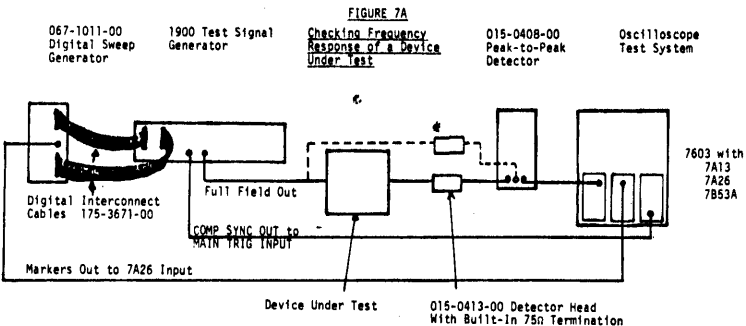 FIGURE 7A
067-1011-00
Digital Sweep
Generator
1900 Test Signal
Generator
Checking Frequency
Response of a Device
Under Test
015-0408-00
Peak-to-Peak
Detector
Oscilloscope
Test System
7603 with
7A13
7A26
7B53A
Full Field Out
Digital Interconnect
Cables 175-3671-00
COMP SYNC OUT to
MAIN TRIG INPUT
Markers Out to 7A26 Input
Device Under Test
015-0413-00 Detector Head
With Built-In 75Ω Termination